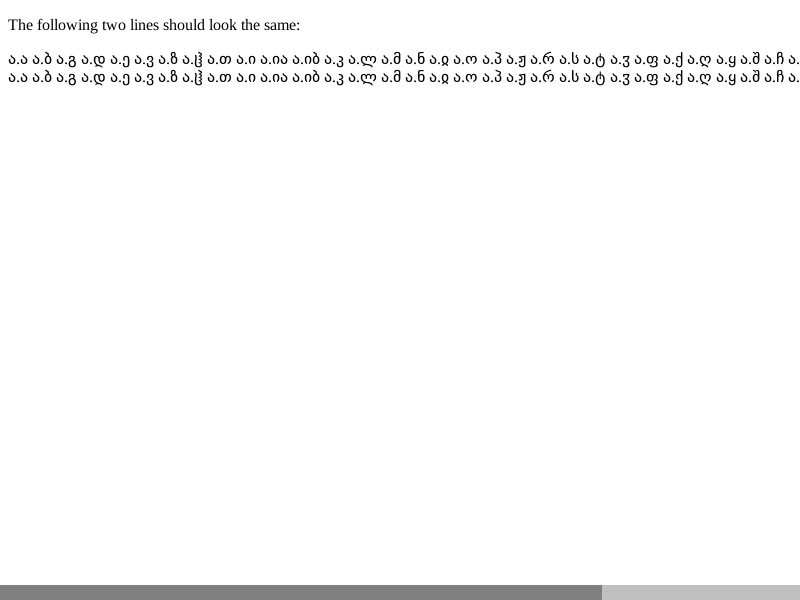 The following two lines should look the same:
ა.ა ა.ბ ა.გ ა.დ ა.ე ა.ვ ა.ზ ა.ჱ ა.თ ა.ი ა.ია ა.იბ ა.კ ა.ლ ა.მ ა.ნ ა.ჲ ა.ო ა.პ ა.ჟ ა.რ ა.ს ა.ტ ა.ჳ ა.ფ ა.ქ ა.ღ ა.ყ ა.შ ა.ჩ ა.
ა.ა ა.ბ ა.გ ა.დ ა.ე ა.ვ ა.ზ ა.ჱ ა.თ ა.ი ა.ია ა.იბ ა.კ ა.ლ ა.მ ა.ნ ა.ჲ ა.ო ა.პ ა.ჟ ა.რ ა.ს ა.ტ ა.ჳ ა.ფ ა.ქ ა.ღ ა.ყ ა.შ ა.ჩ ა.